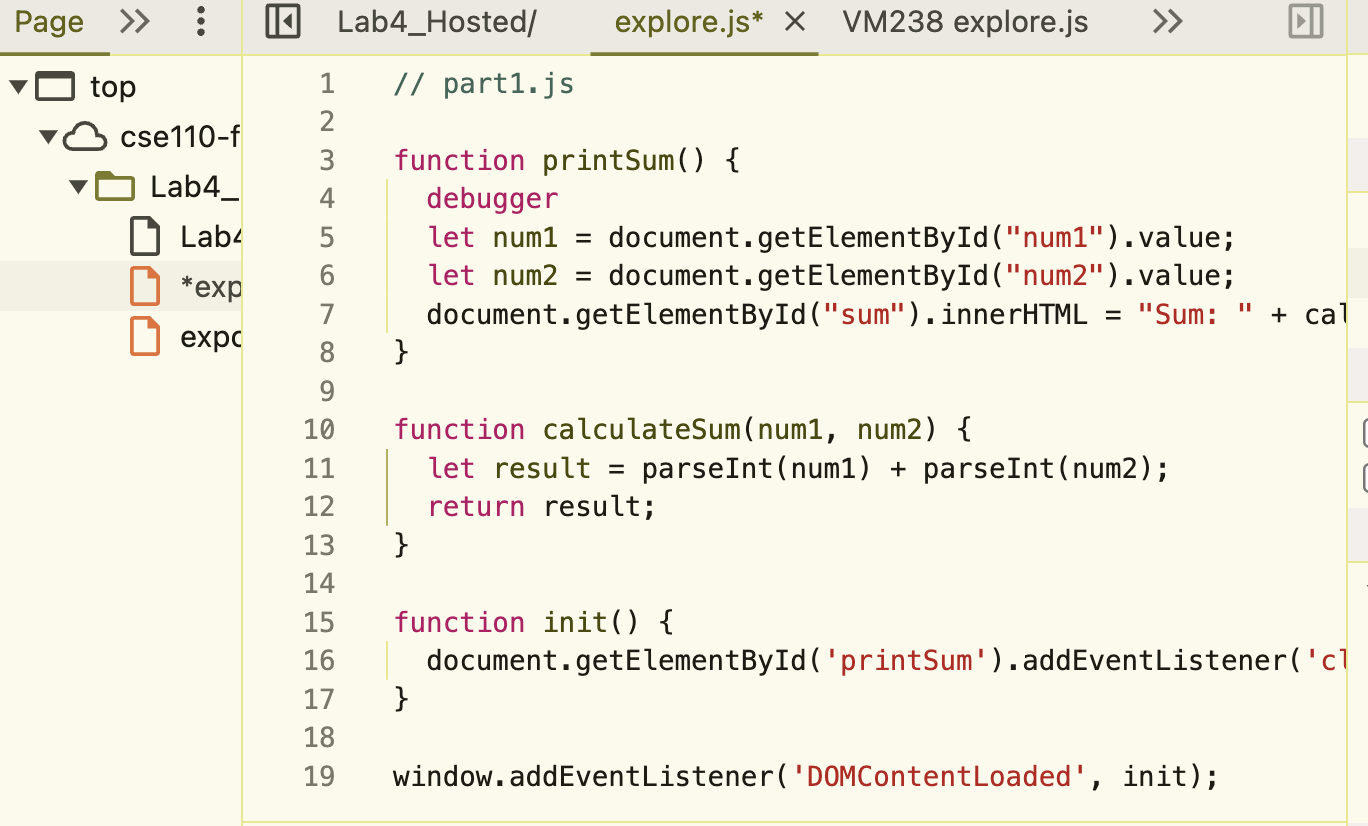 Page
Lab4_Hosted/
explore.js*
VM238 explore.js
top
cse110-f
Lab4_
Lab4
*exp
expo
1 // part1.js
2
3 function printSum() {
4 debugger
5 let num1 = document.getElementById("num1").value;
6 let num2 = document.getElementById("num2").value;
7 document.getElementById("sum").innerHTML = "Sum: " + cal
8 }
9
10 function calculateSum(num1, num2) {
11 let result = parseInt(num1) + parseInt(num2);
12 return result;
13 }
14
15 function init() {
16 document.getElementById('printSum').addEventListener('cl
17 }
18
19 window.addEventListener('DOMContentLoaded', init);